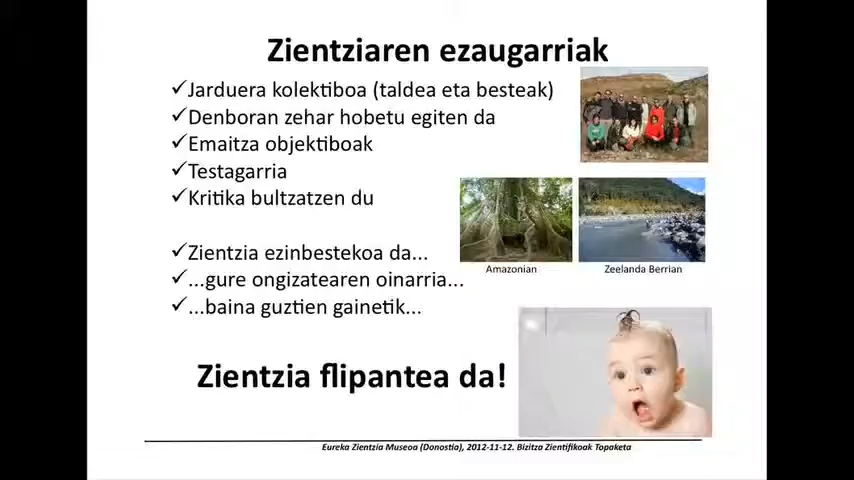 Zientziaren ezaugarriak
✓Jarduera kolektiboa (taldea eta besteak)
✓Denboran zehar hobetu egiten da
✓Emaitza objektiboak
✓Testagarria
✓Kritika bultzatzen du
Amazonian
Zeelanda Berrian
✓Zientzia ezinbestekoa da...
✓...gure ongizatearen oinarria...
✓...baina guztien gainetik...
Zientzia flipantea da!
Eureka Zientzia Museoa (Donostia), 2012-11-12. Bizitza Zientifikoak Topaketa